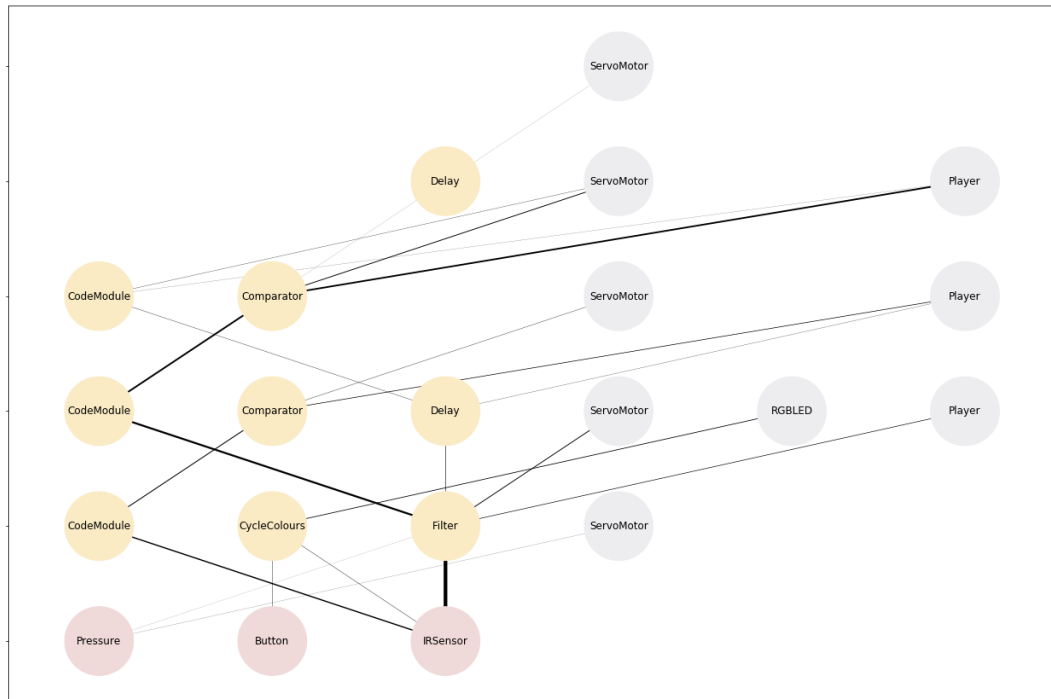 ServoMotor
Delay
ServoMotor
Player
CodeModule
Comparator
ServoMotor
Player
CodeModule
Comparator
Delay
ServoMotor
RGBLED
Player
CodeModule
CycleColours
Filter
ServoMotor
Pressure
Button
IRSensor